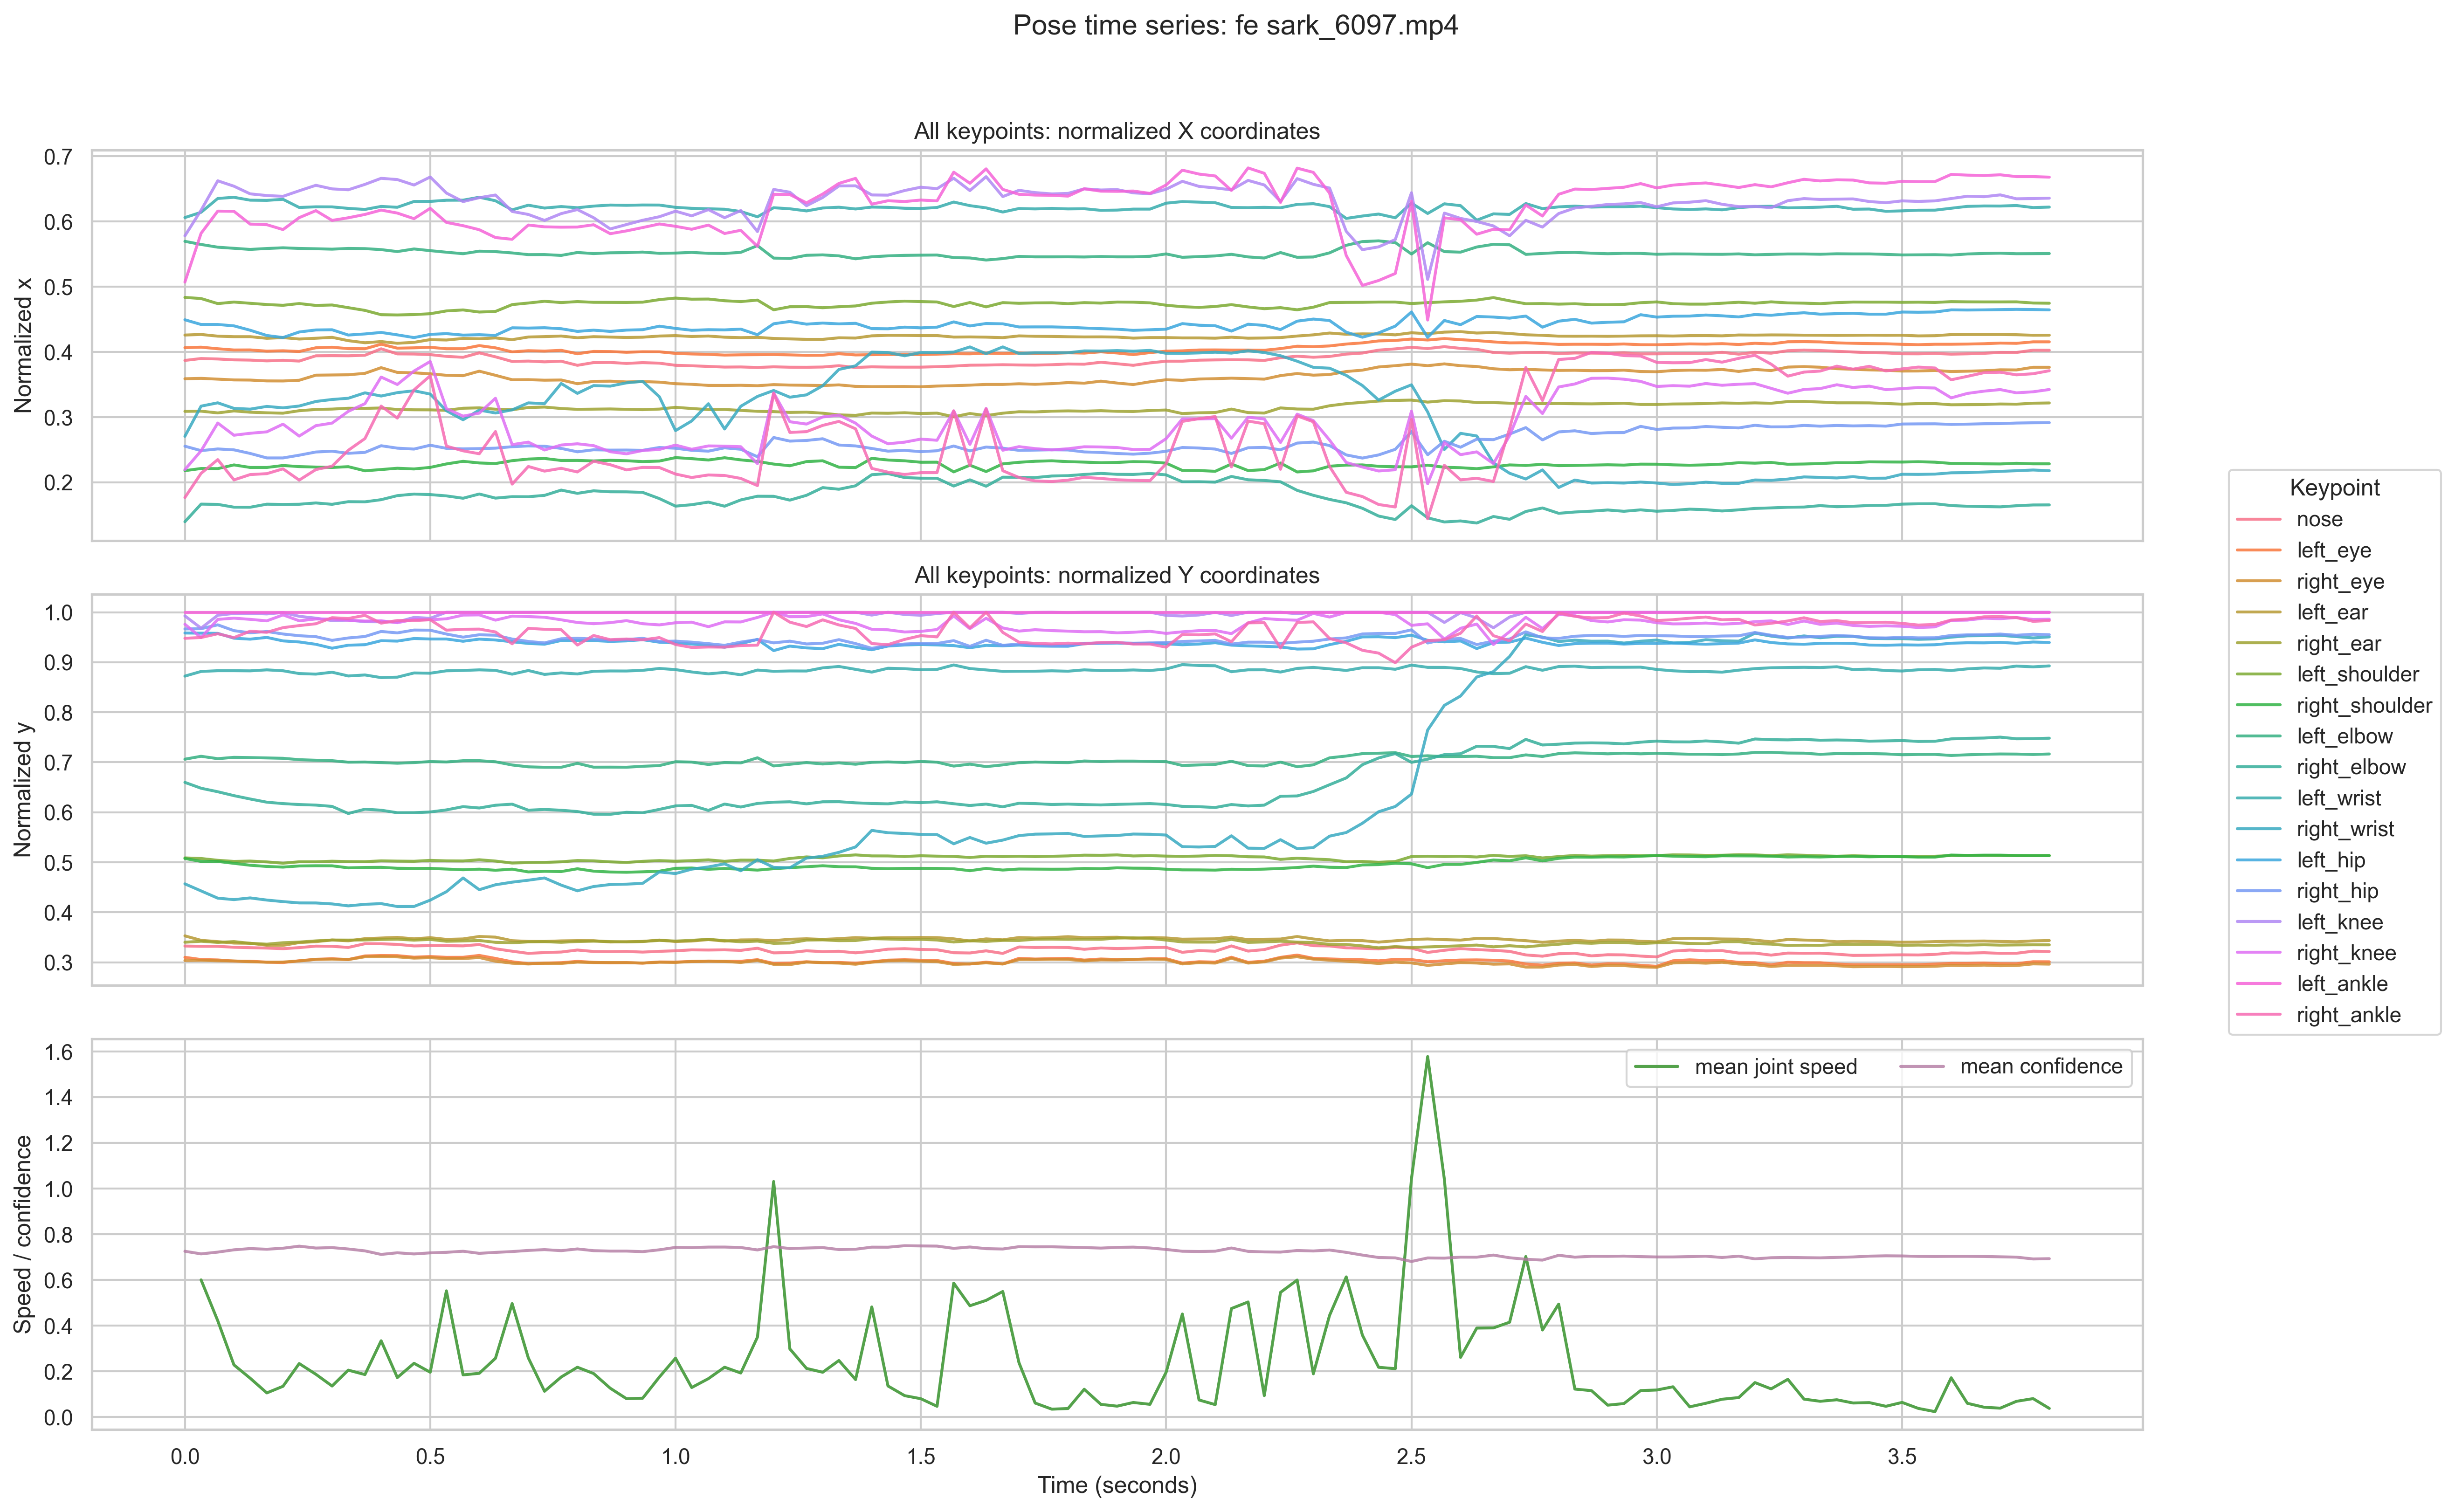 Pose time series: fe sark_6097.mp4
All keypoints: normalized X coordinates
0.7
0.6
0.5
0.4
0.3
0.2
Normalized x
All keypoints: normalized Y coordinates
1.0
0.9
0.8
0.7
0.6
0.5
0.4
0.3
Normalized y
Keypoint
nose
left_eye
right_eye
left_ear
right_ear
left_shoulder
right_shoulder
left_elbow
right_elbow
left_wrist
right_wrist
left_hip
right_hip
left_knee
right_knee
left_ankle
right_ankle
mean joint speed mean confidence
1.6
1.4
1.2
1.0
0.8
0.6
0.4
0.2
0.0
Speed / confidence
0.0 0.5 1.0 1.5 2.0 2.5 3.0 3.5
Time (seconds)